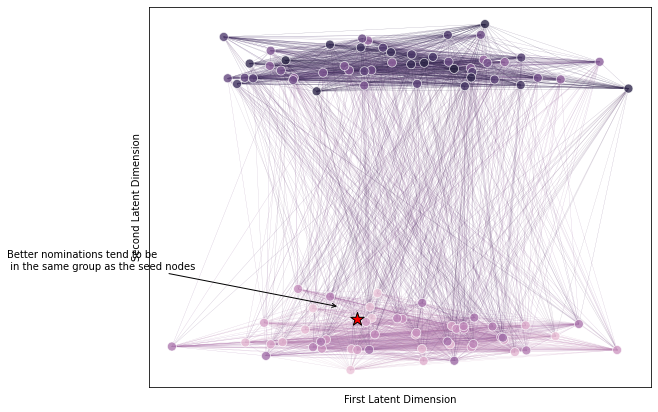 Second Latent Dimension
Better nominations tend to be
in the same group as the seed nodes
First Latent Dimension